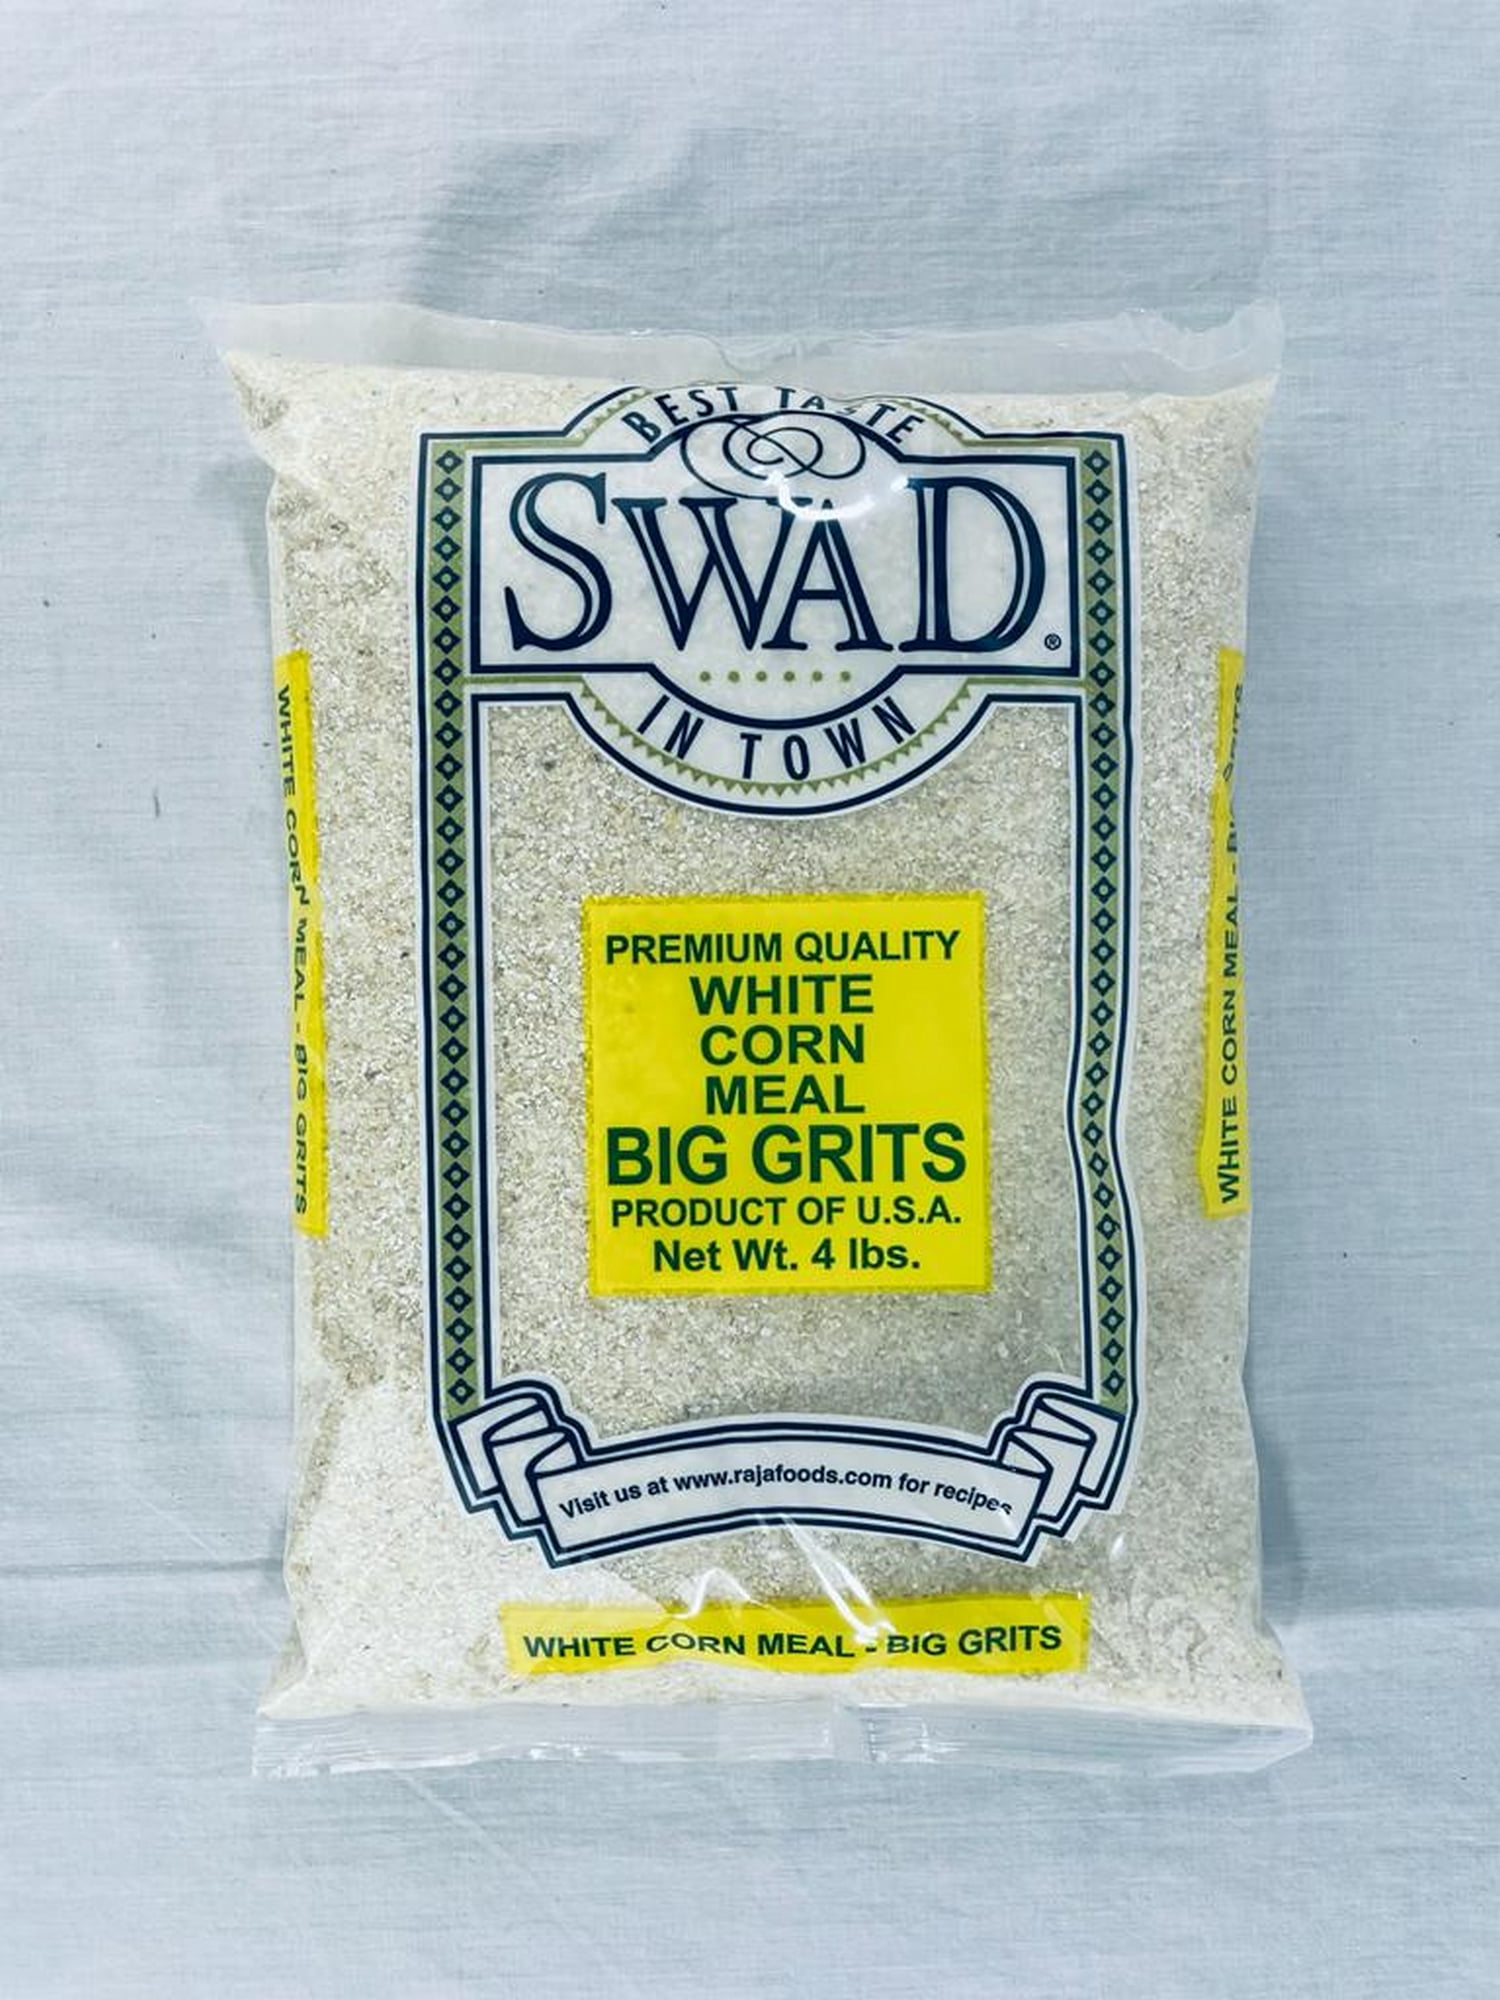 BEST TASTE
SWAD®
IN TOWN
PREMIUM QUALITY
WHITE
CORN
MEAL
BIG GRITS
PRODUCT OF U.S.A.
Net Wt. 4 lbs.
WHITE CORN MEAL - BIG GRITS
WHITE CORN MEAL - BIG GRITS
Visit us at www.rajafoods.com for recipes
WHITE CORN MEAL - BIG GRITS